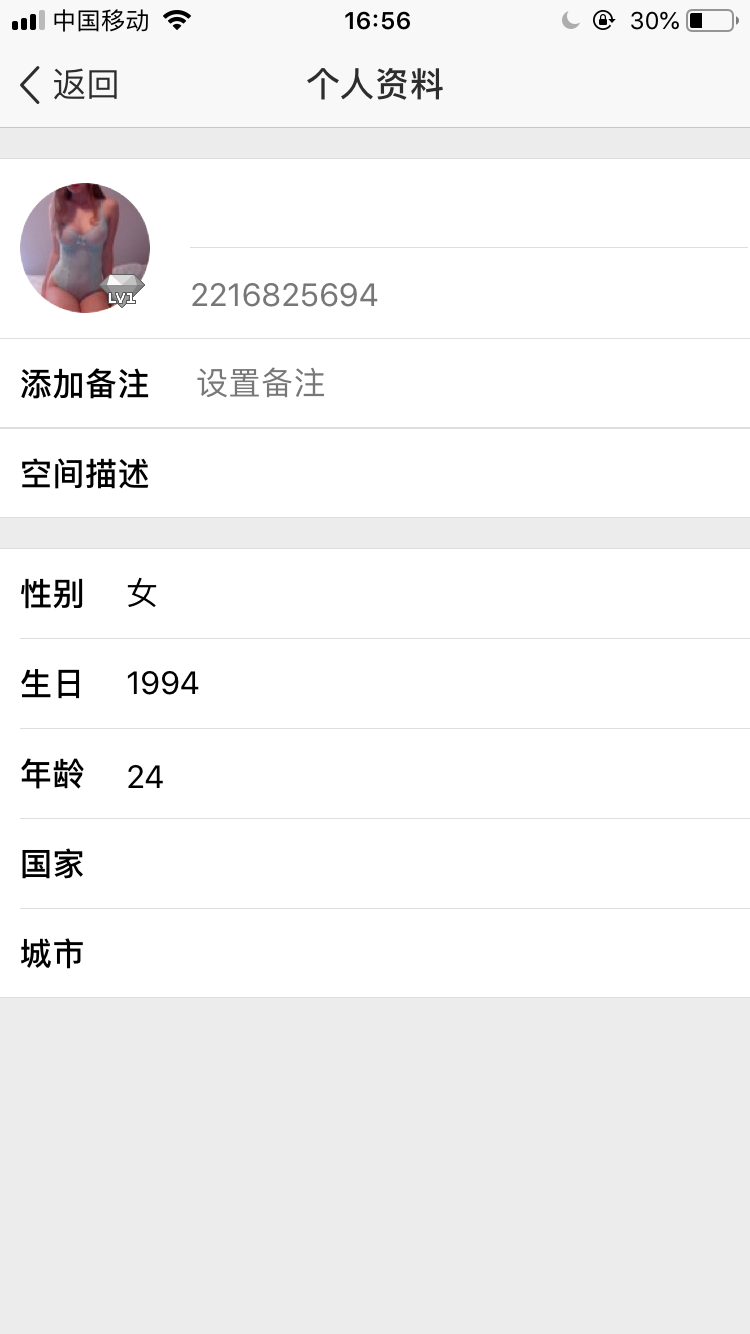 中国移动 16:56 30%
返回 个人资料
LV1
2216825694
添加备注 设置备注
空间描述
性别 女
生日 1994
年龄 24
国家
城市